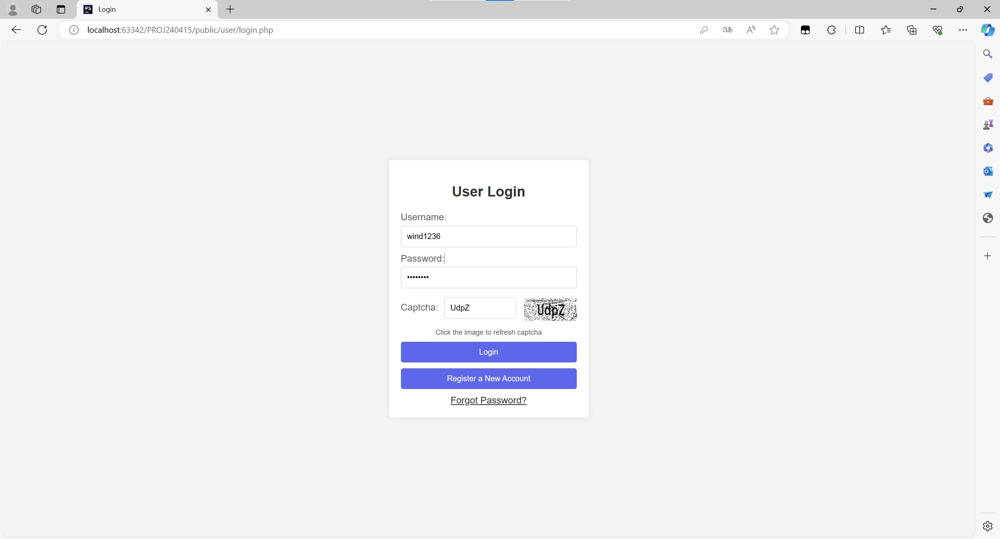 Login
localhost:63342/PROJ240415/public/user/login.php
User Login
Username:
wind1236
Password:
••••••••
Captcha: UdpZ UdpZ
Click the image to refresh captcha
Login
Register a New Account
Forgot Password?